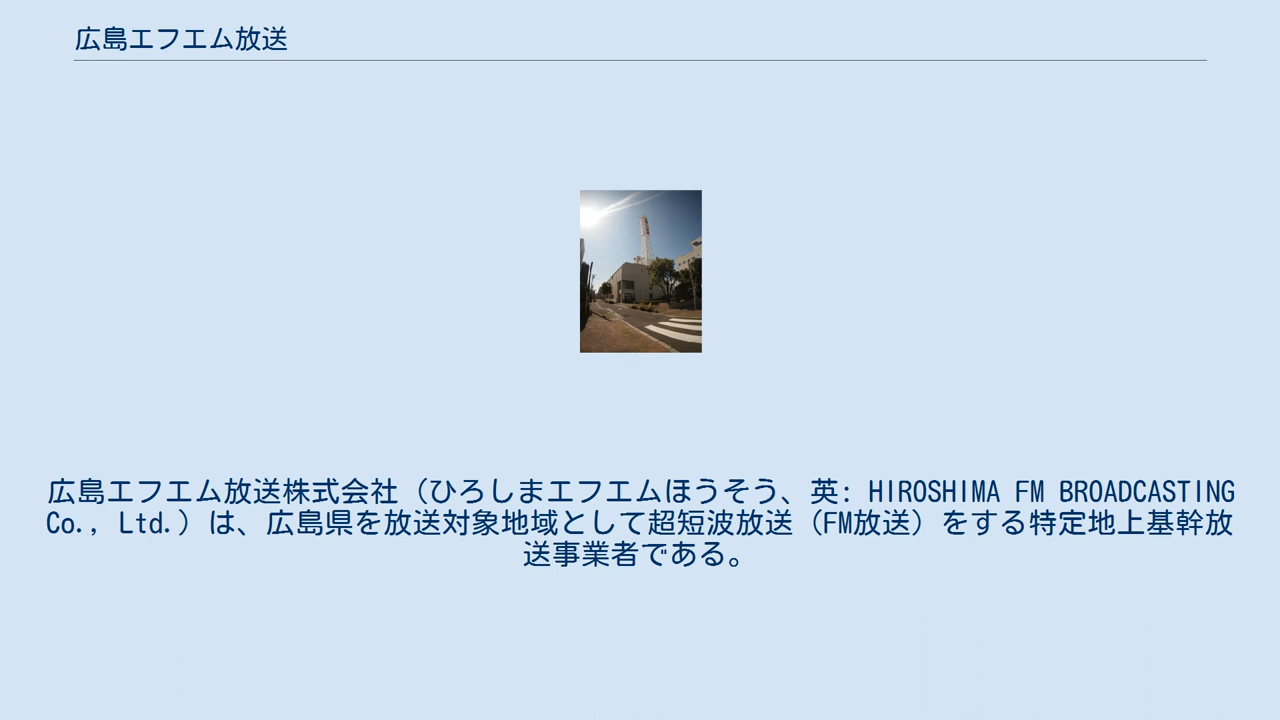 広島エフエム放送
広島エフエム放送株式会社（ひろしまエフエムほうそう、英: HIROSHIMA FM BROADCASTING
Co., Ltd.）は、広島県を放送対象地域として超短波放送（FM放送）をする特定地上基幹放
送事業者である。